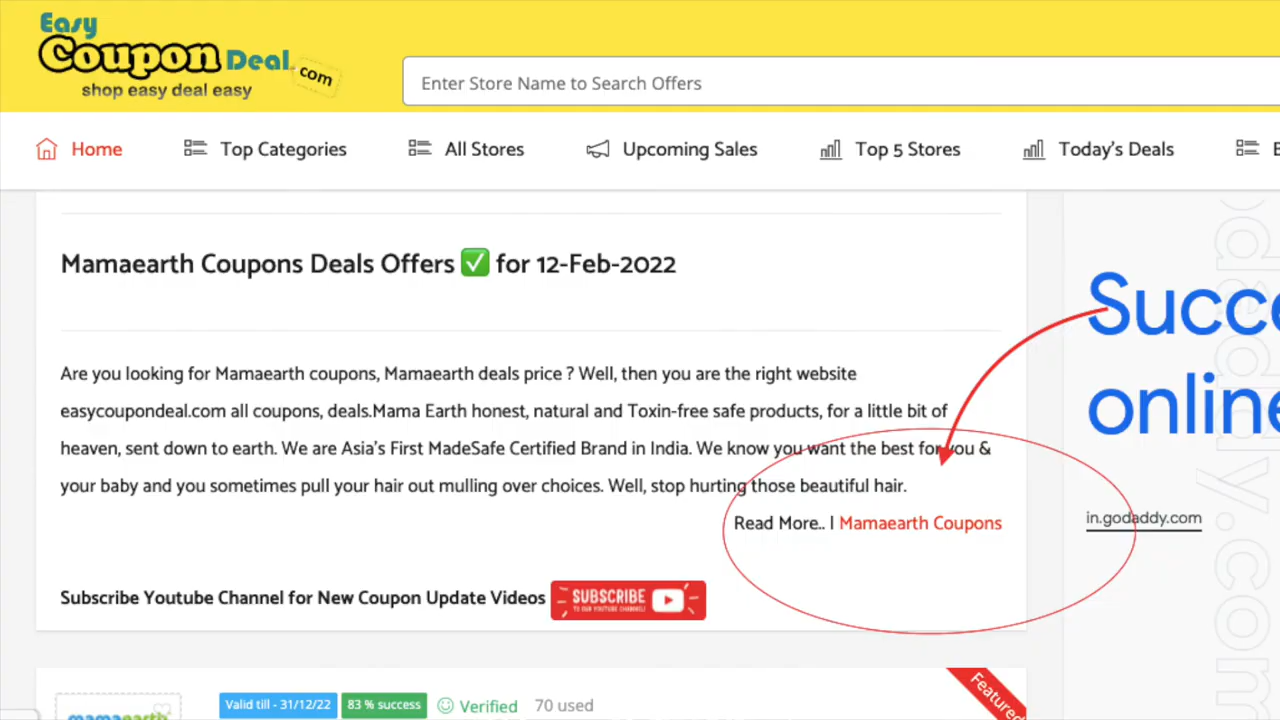 Easy
Coupon Deal.com
shop easy deal easy
Enter Store Name to Search Offers
Home Top Categories All Stores Upcoming Sales Top 5 Stores Today's Deals
Mamaearth Coupons Deals Offers ✅ for 12-Feb-2022
Are you looking for Mamaearth coupons, Mamaearth deals price ? Well, then you are the right website
easycoupondeal.com all coupons, deals.Mama Earth honest, natural and Toxin-free safe products, for a little bit of
heaven, sent down to earth. We are Asia's First MadeSafe Certified Brand in India. We know you want the best for you &
your baby and you sometimes pull your hair out mulling over choices. Well, stop hurting those beautiful hair.
Read More.. | Mamaearth Coupons
Subscribe Youtube Channel for New Coupon Update Videos
SUBSCRIBE
TO OUR YOUTUBE CHANNEL!
Succe
online
in.godaddy.com
odaddy.com
mamaearth
Valid till - 31/12/22 83 % success Verified 70 used
Featured